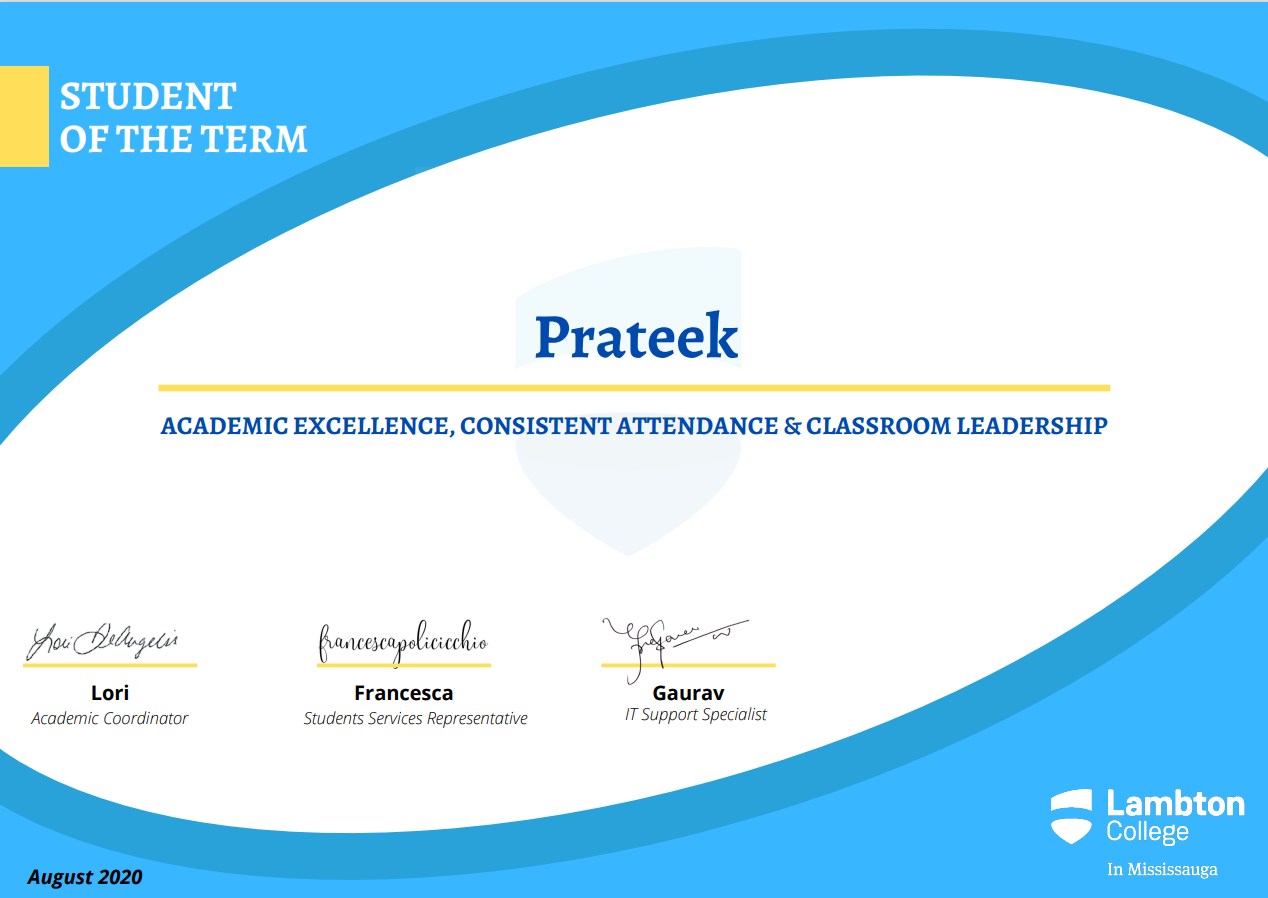 STUDENT
OF THE TERM
Prateek
ACADEMIC EXCELLENCE, CONSISTENT ATTENDANCE & CLASSROOM LEADERSHIP
Lori DeAngelis
francescapolicicchio
Lori
Francesca
Gaurav
Academic Coordinator
Students Services Representative
IT Support Specialist
Lambton
College
In Mississauga
August 2020